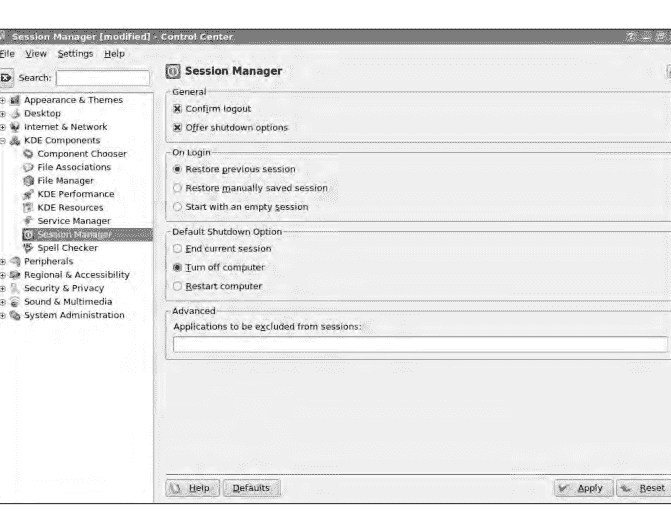 Session Manager [modified] - Control Center
File View Settings Help
Search:
Appearance & Themes
Desktop
Internet & Network
KDE Components
Component Chooser
File Associations
File Manager
KDE Performance
KDE Resources
Service Manager
Session Manager
Spell Checker
Peripherals
Regional & Accessibility
Security & Privacy
Sound & Multimedia
System Administration
Session Manager
General
Confirm logout
Offer shutdown options
On Login
Restore previous session
Restore manually saved session
Start with an empty session
Default Shutdown Option
End current session
Turn off computer
Restart computer
Advanced
Applications to be excluded from sessions:
Help Defaults Apply Reset